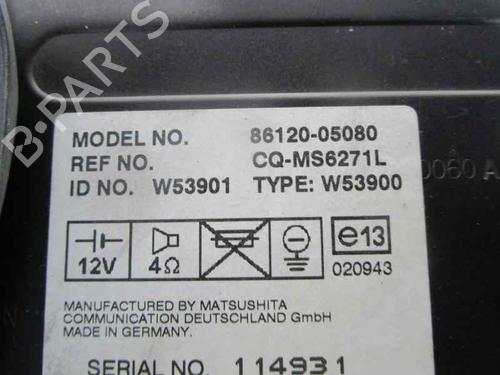 MODEL NO. 86120-05080
REF NO. CQ-MS6271L
ID NO. W53901 TYPE: W53900
12V 4Ω e13
020943
MANUFACTURED BY MATSUSHITA
COMMUNICATION DEUTSCHLAND GmbH
MADE IN GERMANY.
SERIAL NO. 114931
0060 A